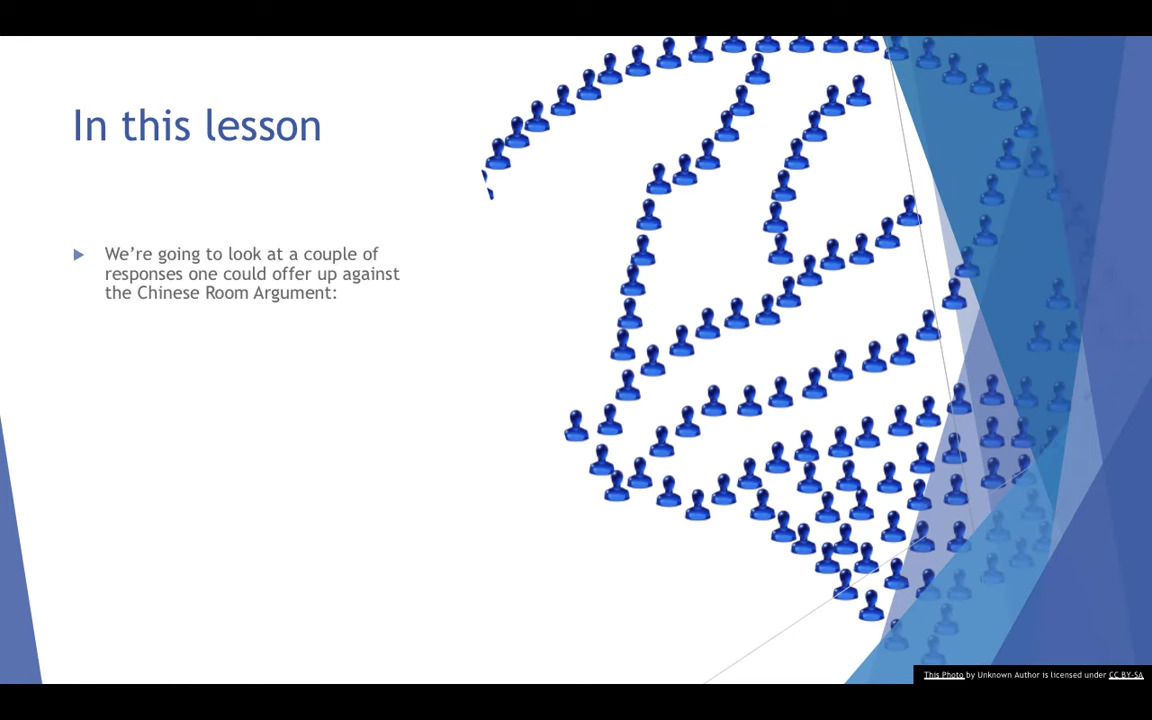 In this lesson
We’re going to look at a couple of
responses one could offer up against
the Chinese Room Argument:
This Photo by Unknown Author is licensed under CC BY-SA